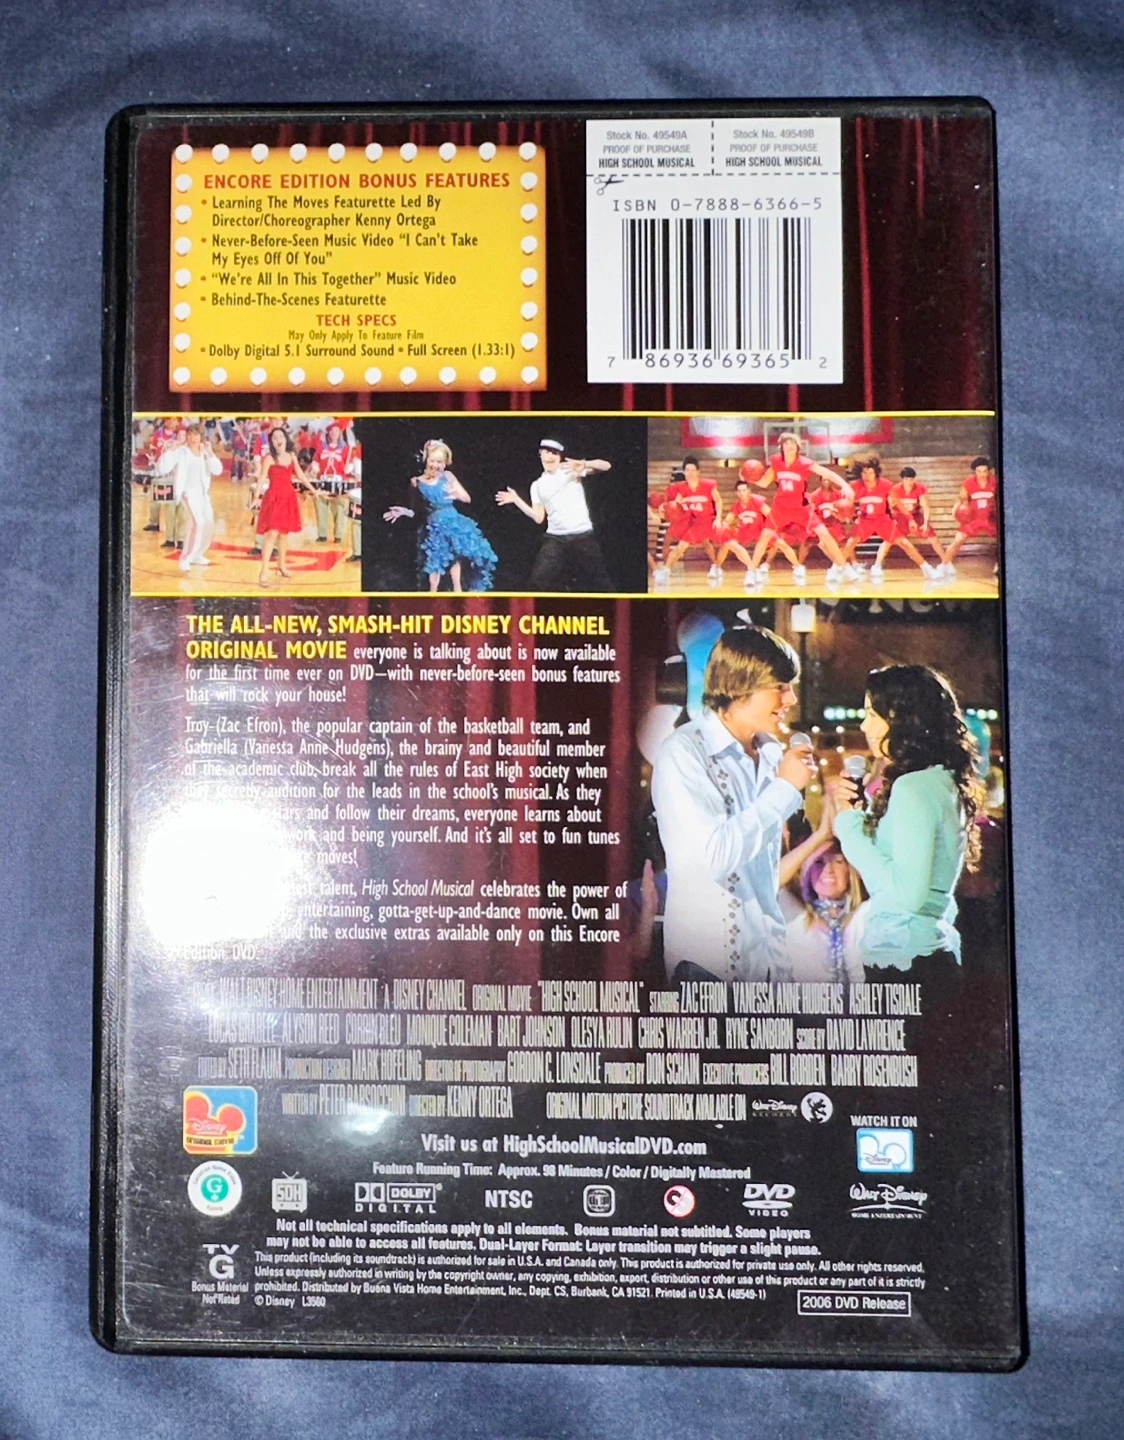 Stock No. 49549A
PROOF OF PURCHASE
HIGH SCHOOL MUSICAL
Stock No. 49549B
PROOF OF PURCHASE
HIGH SCHOOL MUSICAL
ISBN 0-7888-6366-5
7 86936 69365 2
ENCORE EDITION BONUS FEATURES
• Learning The Moves Featurette Led By
Director/Choreographer Kenny Ortega
• Never-Before-Seen Music Video “I Can’t Take
My Eyes Off Of You”
• “We’re All In This Together” Music Video
• Behind-The-Scenes Featurette
TECH SPECS
May Only Apply To Feature Film
• Dolby Digital 5.1 Surround Sound • Full Screen (1.33:1)
14
THE ALL-NEW, SMASH-HIT DISNEY CHANNEL
ORIGINAL MOVIE everyone is talking about is now available
for the first time ever on DVD—with never-before-seen bonus features
that will rock your house!
Troy (Zac Efron), the popular captain of the basketball team, and
Gabriella (Vanessa Anne Hudgens), the brainy and beautiful member
of the academic club, break all the rules of East High society when
they secretly audition for the leads in the school’s musical. As they
and follow their dreams, everyone learns about
and being yourself. And it’s all set to fun tunes
moves!
talent, High School Musical celebrates the power of
entertaining, gotta-get-up-and-dance movie. Own all
and the exclusive extras available only on this Encore
Edition DVD.
WALT DISNEY HOME ENTERTAINMENT A DISNEY CHANNEL ORIGINAL MOVIE "HIGH SCHOOL MUSICAL" STARRING ZAC EFRON VANESSA ANNE HUDGENS ASHLEY TISDALE
LUCAS GRABEEL ALYSON REED CORBIN BLEU MONIQUE COLEMAN BART JOHNSON OLESYA RULIN CHRIS WARREN JR. RYNE SANBORN SCORE BY DAVID LAWRENCE
EDITED BY SETH FLAUM PRODUCTION DESIGNER MARK HOFELING DIRECTOR OF PHOTOGRAPHY GORDON C. LONSDALE PRODUCED BY DON SCHAIN EXECUTIVE PRODUCERS BILL BORDEN BARRY ROSENBUSH
WRITTEN BY PETER BARSOCCHINI DIRECTED BY KENNY ORTEGA ORIGINAL MOTION PICTURE SOUNDTRACK AVAILABLE ON WALT DISNEY RECORDS
Disney
CHANNEL
ORIGINAL MOVIE
WATCH IT ON
Disney
Visit us at HighSchoolMusicalDVD.com
Feature Running Time: Approx. 98 Minutes / Color / Digitally Mastered
G
SDH
DOLBY
DIGITAL
NTSC
DVD
VIDEO
WALT DISNEY
HOME ENTERTAINMENT
Not all technical specifications apply to all elements. Bonus material not subtitled. Some players
may not be able to access all features. Dual-Layer Format: Layer transition may trigger a slight pause.
TV
G
Bonus Material
Not Rated
This product (including its soundtrack) is authorized for sale in U.S.A. and Canada only. This product is authorized for private use only. All other rights reserved.
Unless expressly authorized in writing by the copyright owner, any copying, exhibition, export, distribution or other use of this product or any part of it is strictly
prohibited. Distributed by Buena Vista Home Entertainment, Inc., Dept. CS, Burbank, CA 91521. Printed in U.S.A. (49549-1)
© Disney L3560
2006 DVD Release